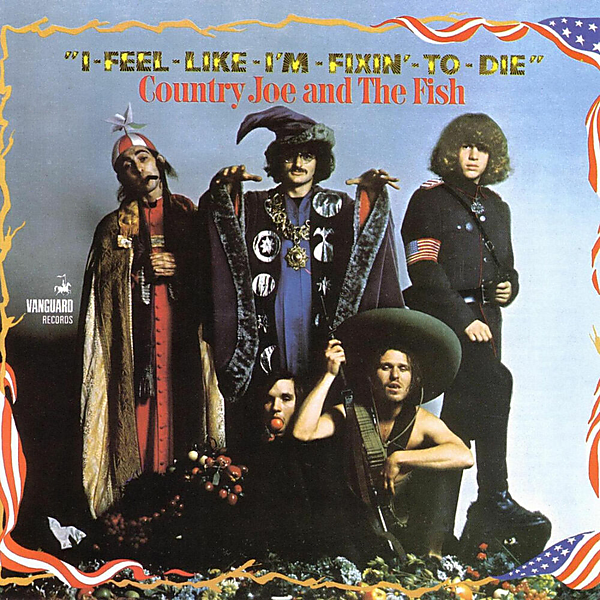 "I-FEEL-LIKE-I'M-FIXIN'-TO-DIE"
Country Joe and The Fish
VANGUARD
RECORDS